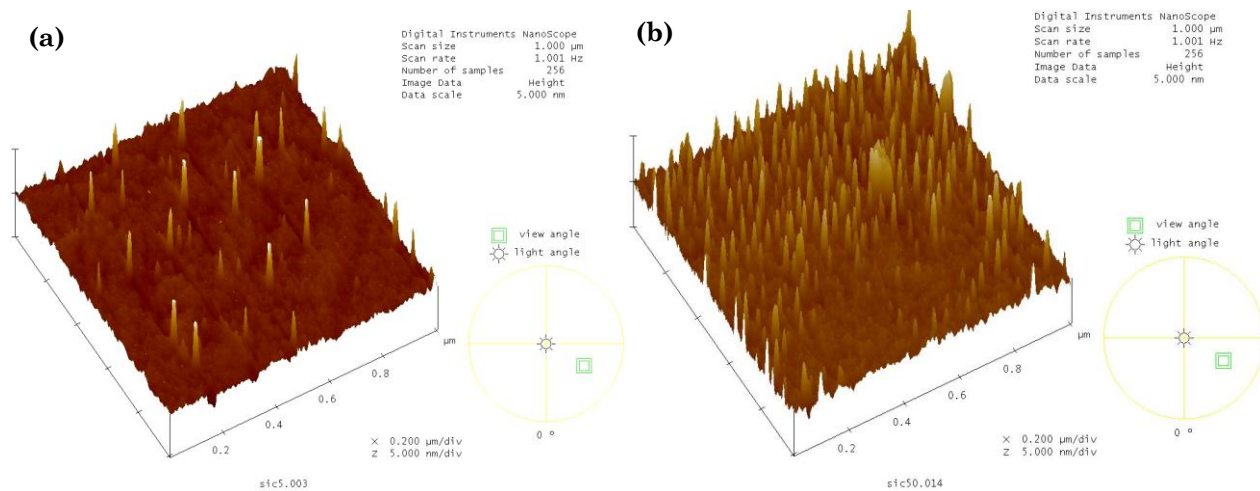 (a)
Digital Instruments NanoScope
Scan size 1.000 µm
Scan rate 1.001 Hz
Number of samples 256
Image Data Height
Data scale 5.000 nm
view angle
light angle
0 º
µm
0.8
0.6
0.4
0.2
X 0.200 µm/div
Z 5.000 nm/div
sic5.003
(b)
Digital Instruments NanoScope
Scan size 1.000 µm
Scan rate 1.001 Hz
Number of samples 256
Image Data Height
Data scale 5.000 nm
view angle
light angle
0 º
µm
0.8
0.6
0.4
0.2
X 0.200 µm/div
Z 5.000 nm/div
sic50.014